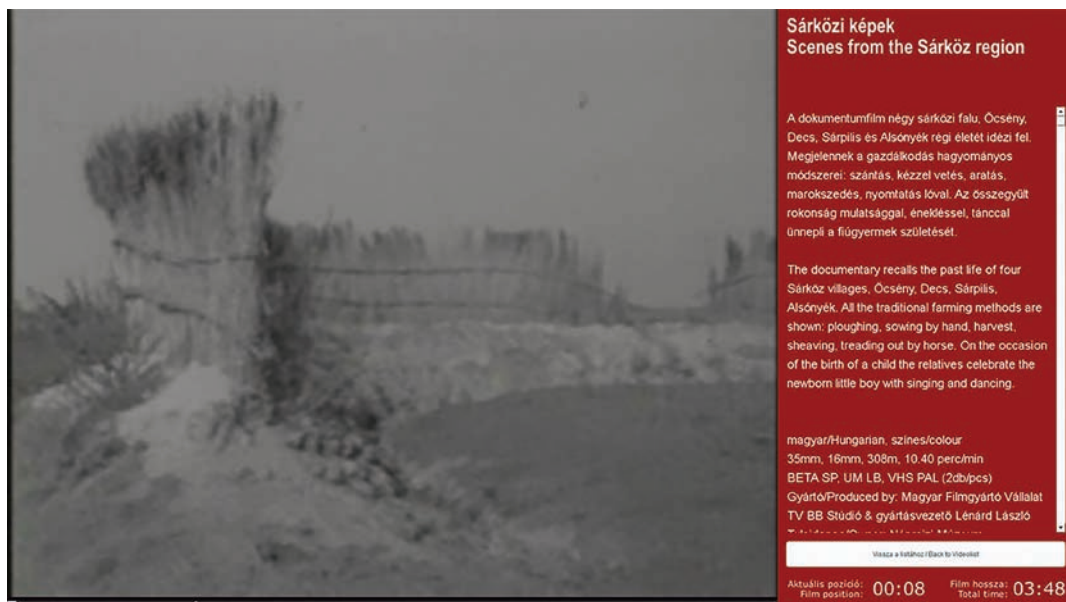 Sárközi képek
Scenes from the Sárköz region
A dokumentumfilm négy sárközi falu, Őcsény,
Decs, Sárpilis és Alsónyék régi életét idézi fel.
Megjelennek a gazdálkodás hagyományos
módszerei: szántás, kézzel vetés, aratás,
marokszedés, nyomtatás lóval. Az összegyűlt
rokonság mulatsággal, énekléssel, tánccal
ünnepli a fiúgyermek születését.
The documentary recalls the past life of four
Sárköz villages, Őcsény, Decs, Sárpilis,
Alsónyék. All the traditional farming methods are
shown: ploughing, sowing by hand, harvest,
sheaving, treading out by horse. On the occasion
of the birth of a child the relatives celebrate the
newborn little boy with singing and dancing.
magyar/Hungarian, színes/colour
35mm, 16mm, 308m, 10.40 perc/min
BETA SP, UM LB, VHS PAL (2db/pcs)
Gyártó/Produced by: Magyar Filmgyártó Vállalat
TV BB Stúdió & gyártásvezető Lénárd László
Vissza a listához / Back to Videolist
Aktuális pozíció:
Film position: 00:08
Film hossza:
Total time: 03:48